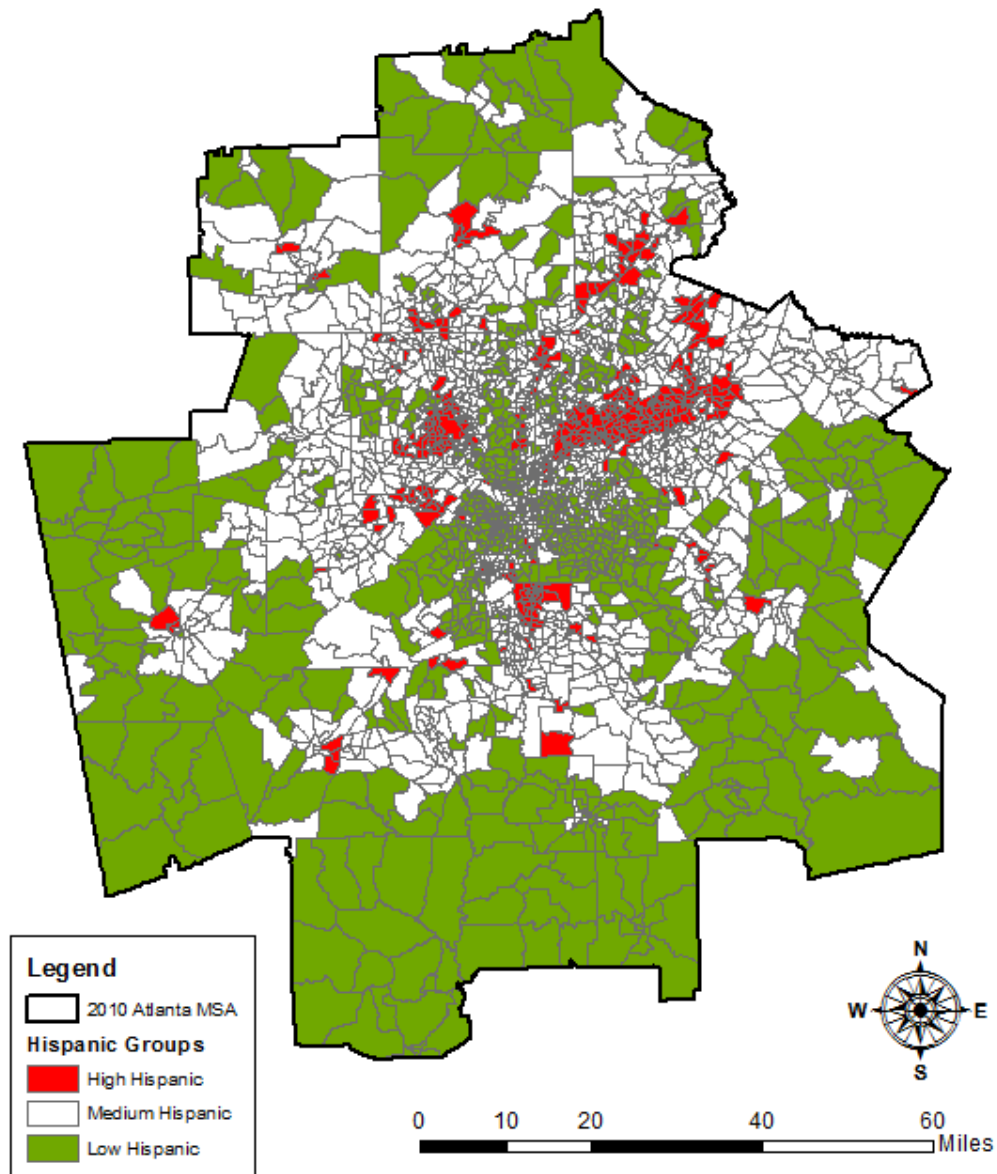 Legend
2010 Atlanta MSA
Hispanic Groups
High Hispanic
Medium Hispanic
Low Hispanic
N
W E
S
0 10 20 40 60
Miles